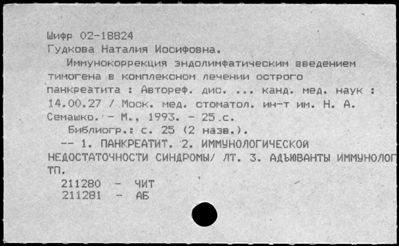 Шифр 02-18824
Гудкова Наталия Иосифовна.
Иммунокоррекция эндолимфатическим введением
тимогена в комплексном лечении острого
панкреатита : Автореф. дис. ... канд. мед. наук :
14.00.27 / Моск. мед. стоматол. ин-т им. Н. А.
Семашко. - М., 1993. - 25 с.
Библиогр.: с. 25 (2 назв.).
-- 1. ПАНКРЕАТИТ. 2. ИММУНОЛОГИЧЕСКОЙ
НЕДОСТАТОЧНОСТИ СИНДРОМЫ/ ЛТ. 3. АДЪЮВАНТЫ ИММУНОЛОГ
ТП.
211280 - ЧИТ
211281 - АБ